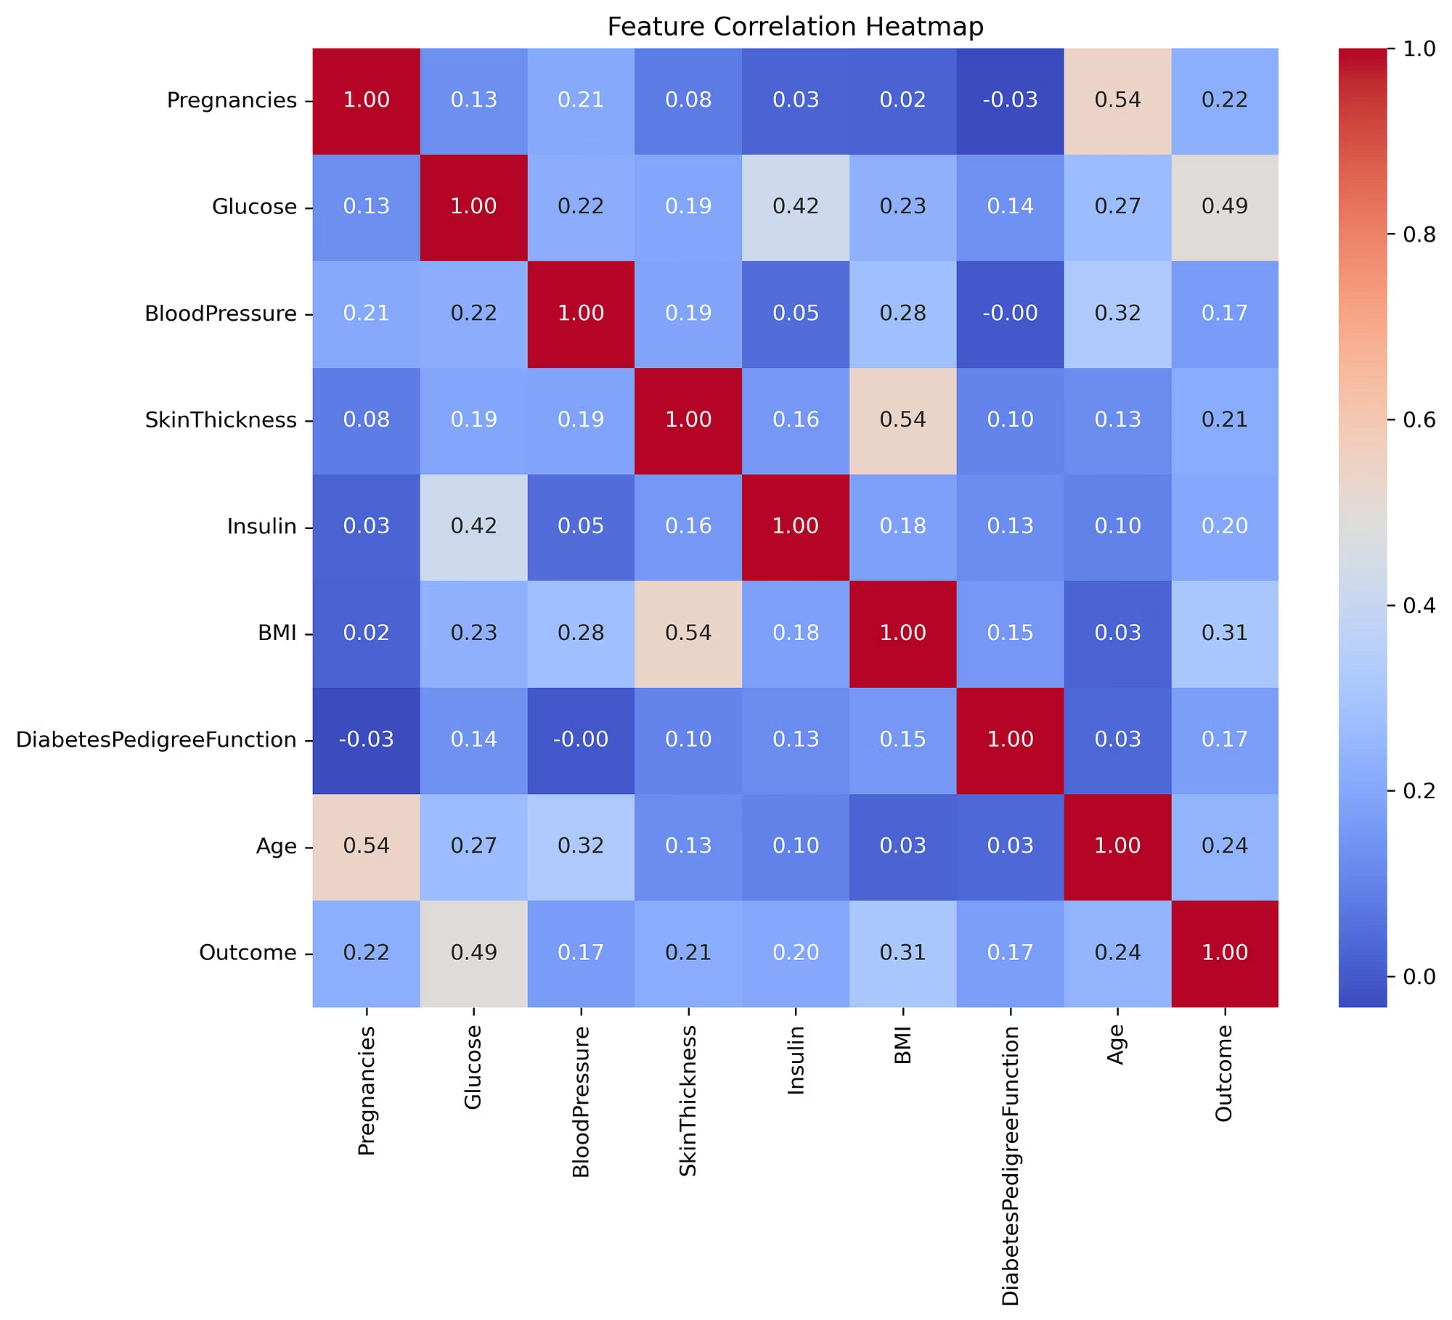 Feature Correlation Heatmap
Pregnancies 1.00 0.13 0.21 0.08 0.03 0.02 -0.03 0.54 0.22
Glucose 0.13 1.00 0.22 0.19 0.42 0.23 0.14 0.27 0.49
BloodPressure 0.21 0.22 1.00 0.19 0.05 0.28 -0.00 0.32 0.17
SkinThickness 0.08 0.19 0.19 1.00 0.16 0.54 0.10 0.13 0.21
Insulin 0.03 0.42 0.05 0.16 1.00 0.18 0.13 0.10 0.20
BMI 0.02 0.23 0.28 0.54 0.18 1.00 0.15 0.03 0.31
DiabetesPedigreeFunction -0.03 0.14 -0.00 0.10 0.13 0.15 1.00 0.03 0.17
Age 0.54 0.27 0.32 0.13 0.10 0.03 0.03 1.00 0.24
Outcome 0.22 0.49 0.17 0.21 0.20 0.31 0.17 0.24 1.00
Pregnancies
Glucose
BloodPressure
SkinThickness
Insulin
BMI
DiabetesPedigreeFunction
Age
Outcome
1.0
0.8
0.6
0.4
0.2
0.0